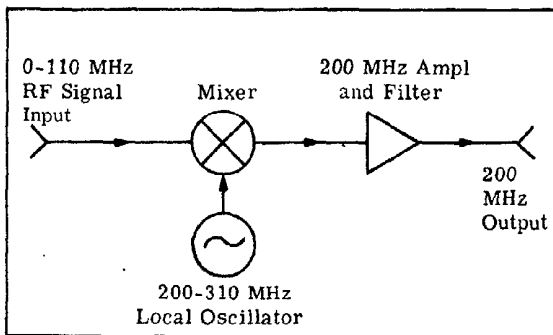 0-110 MHz
RF Signal
Input
Mixer
200 MHz Ampl
and Filter
200
MHz
Output
200-310 MHz
Local Oscillator